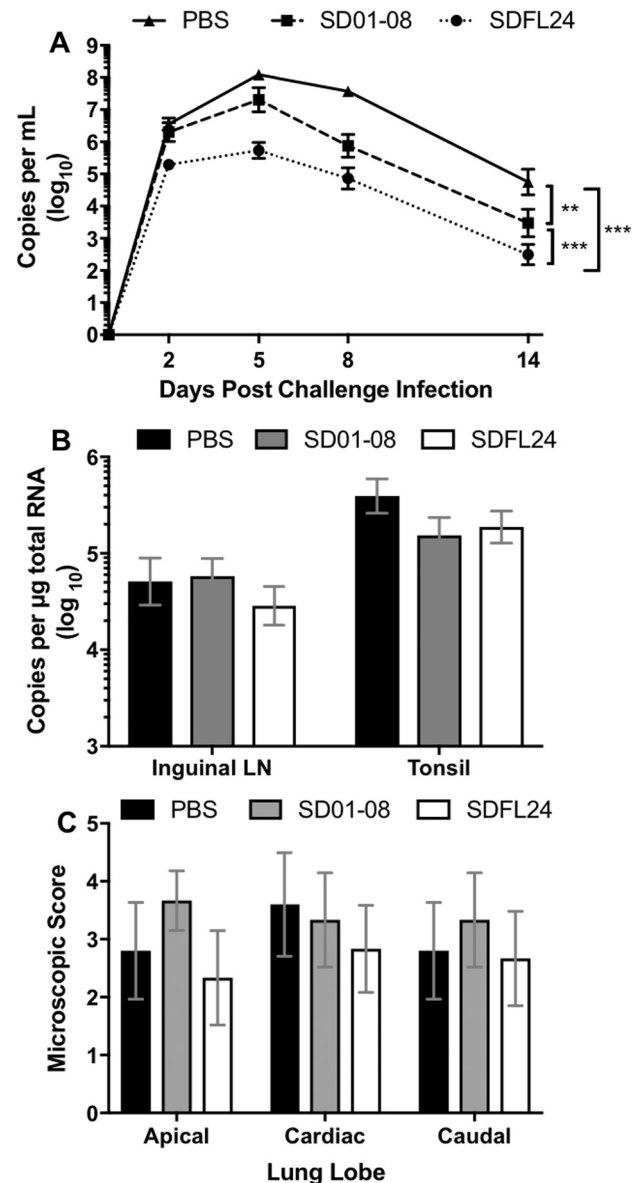 PBS SD01-08 SDFL24
A
9
8
7
6
5
4
3
2
1
0
Copies per mL
(log10)
**
***
***
2 5 8 14
Days Post Challenge Infection
B
PBS SD01-08 SDFL24
6
5
4
3
Copies per µg total RNA
(log 10)
Inguinal LN Tonsil
C
PBS SD01-08 SDFL24
5
4
3
2
1
0
Microscopic Score
Apical Cardiac Caudal
Lung Lobe